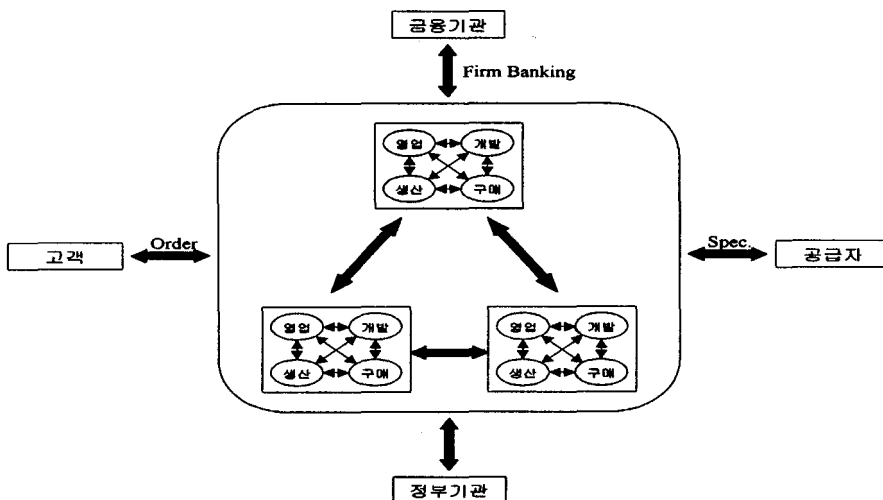 금융기관
Firm Banking
영업 개발
생산 구매
고객
Order
Spec.
공급자
영업 개발
생산 구매
영업 개발
생산 구매
정부기관